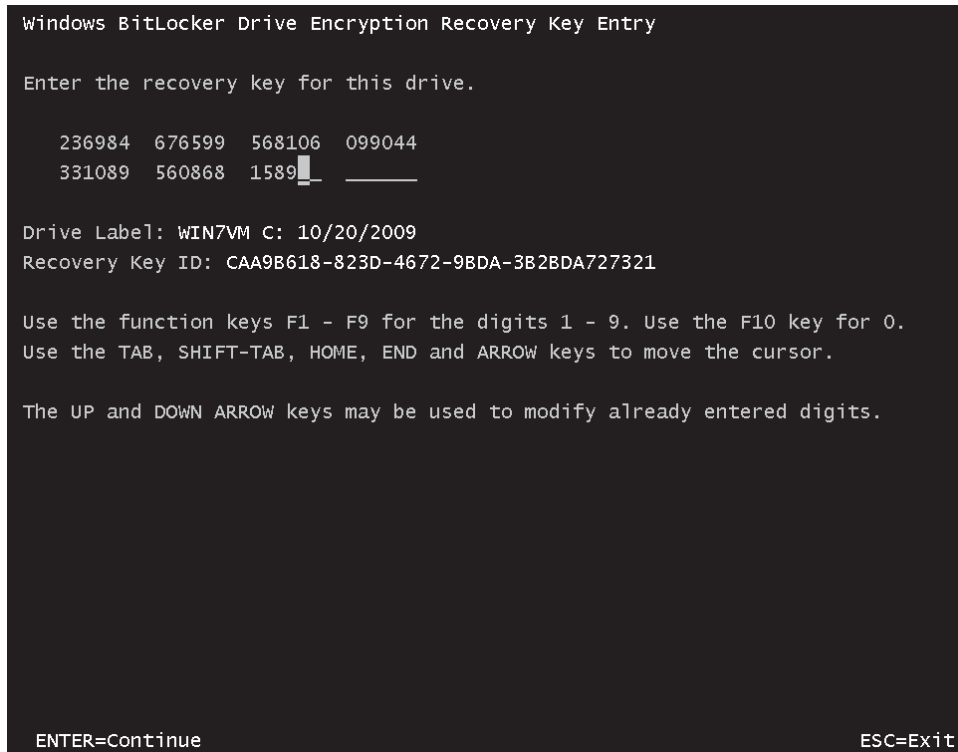 Windows BitLocker Drive Encryption Recovery Key Entry
Enter the recovery key for this drive.
236984 676599 568106 099044
331089 560868 1589__ ______
Drive Label: WIN7VM C: 10/20/2009
Recovery Key ID: CAA9B618-823D-4672-9BDA-3B2BDA727321
Use the function keys F1 - F9 for the digits 1 - 9. Use the F10 key for 0.
Use the TAB, SHIFT-TAB, HOME, END and ARROW keys to move the cursor.
The UP and DOWN ARROW keys may be used to modify already entered digits.
ENTER=Continue ESC=Exit